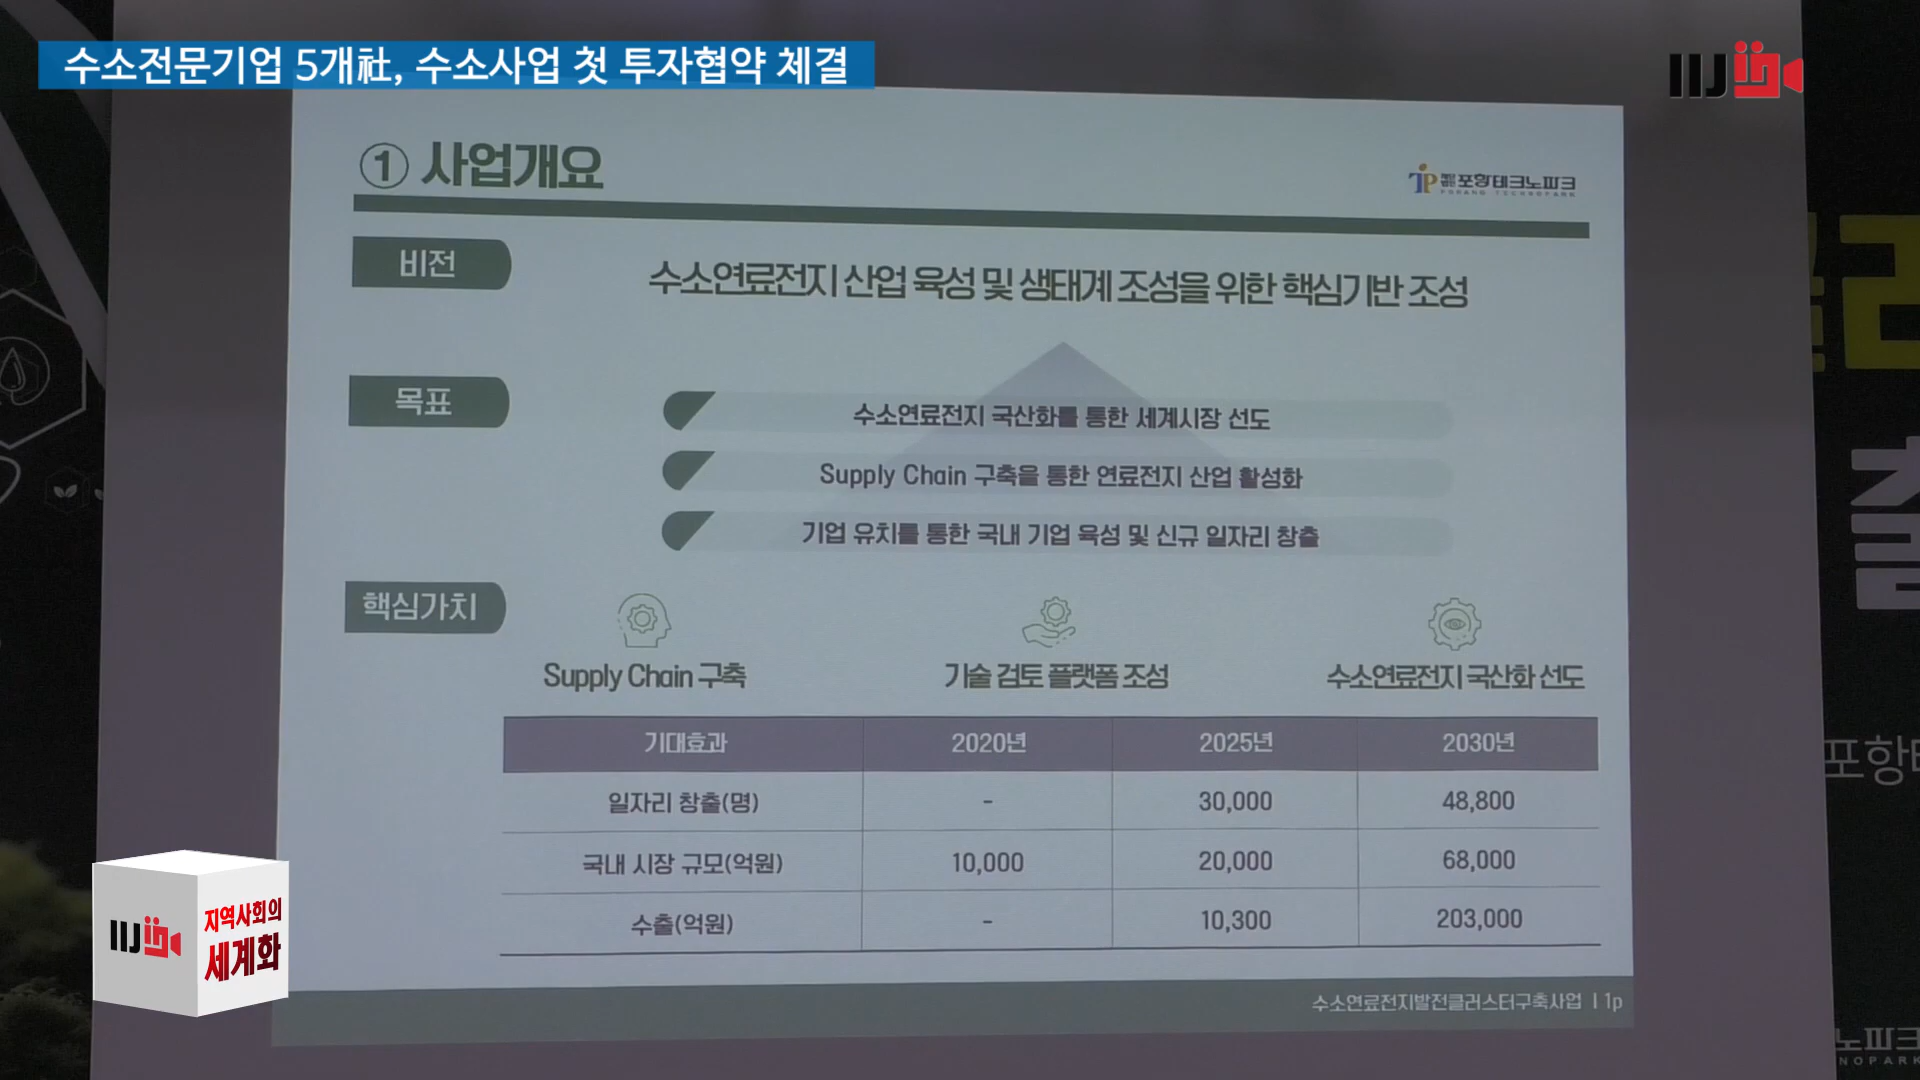 수소전문기업 5개社, 수소사업 첫 투자협약 체결
① 사업개요
포항테크노파크
POHANG TECHNOPARK
비전
수소연료전지 산업 육성 및 생태계 조성을 위한 핵심기반 조성
목표
수소연료전지 국산화를 통한 세계시장 선도
Supply Chain 구축을 통한 연료전지 산업 활성화
기업 유치를 통한 국내 기업 육성 및 신규 일자리 창출
핵심가치
Supply Chain 구축 기술 검토 플랫폼 조성 수소연료전지 국산화 선도
기대효과 2020년 2025년 2030년
일자리 창출(명) - 30,000 48,800
국내 시장 규모(억원) 10,000 20,000 68,000
수출(억원) - 10,300 203,000
수소연료전지발전클러스터구축사업 | 1p
지역사회의
세계화
포항
노파크
NOPARK